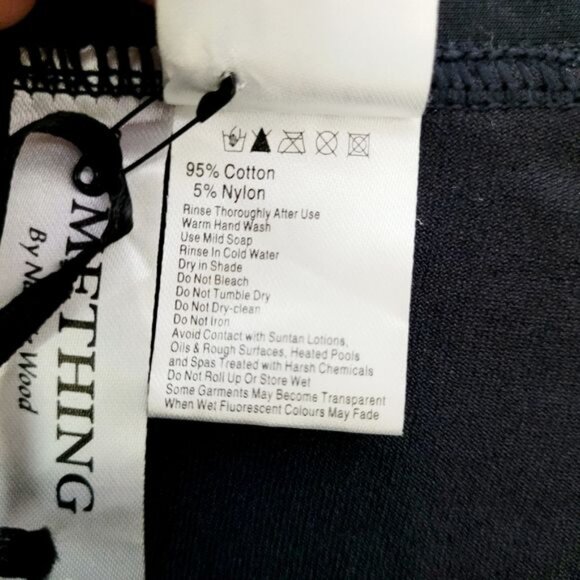 95% Cotton
5% Nylon
Rinse Thoroughly After Use
Warm Hand Wash
Use Mild Soap
Rinse In Cold Water
Dry in Shade
Do Not Bleach
Do Not Tumble Dry
Do Not Dry-clean
Do Not Iron
Avoid Contact with Suntan Lotions,
Oils & Rough Surfaces, Heated Pools
and Spas Treated with Harsh Chemicals
Do Not Roll Up Or Store Wet
Some Garments May Become Transparent
When Wet Fluorescent Colours May Fade
OMETHING
By Wood